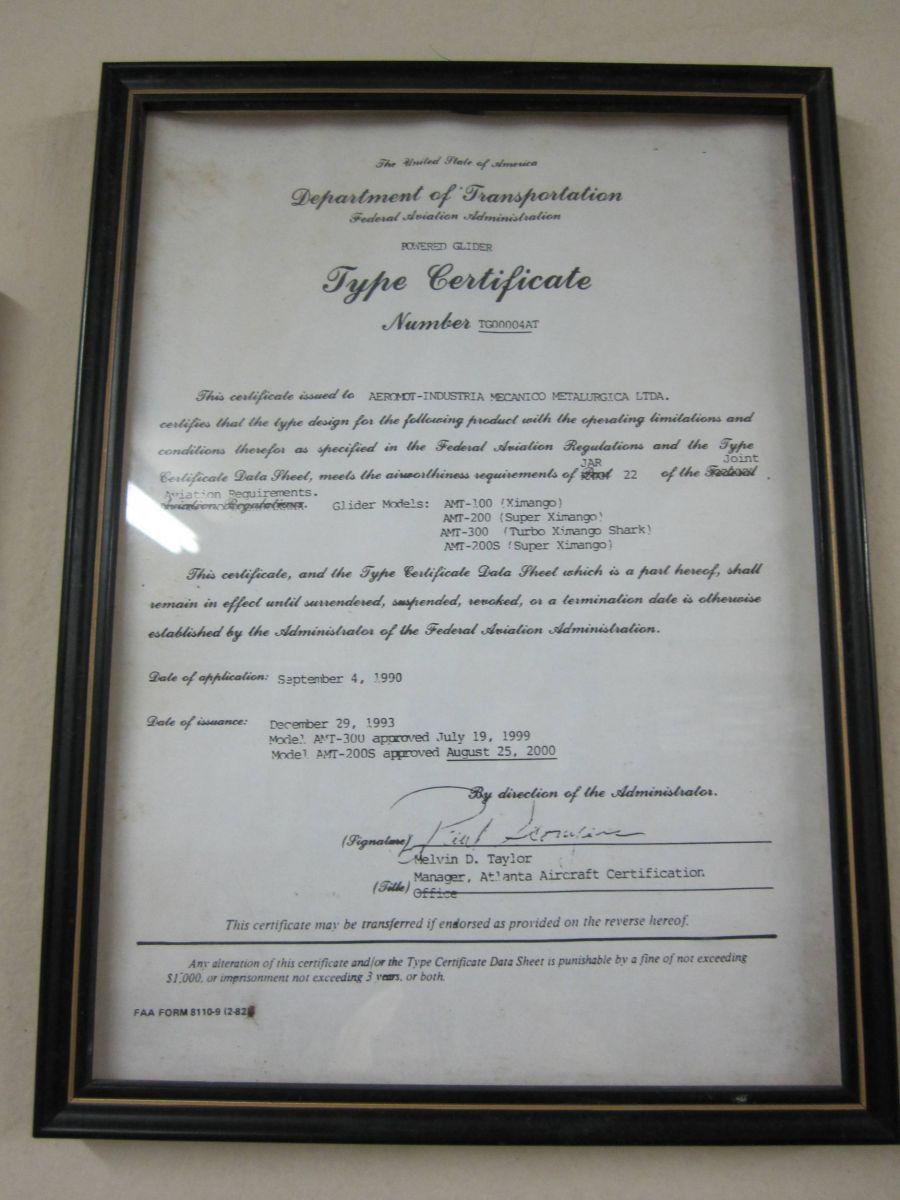 The United State of America
Department of Transportation
Federal Aviation Administration
POWERED GLIDER
Type Certificate
Number TG00004AT
This certificate issued to AEROMOT-INDUSTRIA MECANICO METALURGICA LTDA.
certifies that the type design for the following product with the operating limitations and
conditions therefor as specified in the Federal Aviation Regulations and the Type
JAR Joint
Certificate Data Sheet, meets the airworthiness requirements of Part 22 of the Federal
Aviation Requirements.
Aviation Regulations. Glider Models: AMT-100 (Ximango)
AMT-200 (Super Ximango)
AMT-300 (Turbo Ximango Shark)
AMT-200S (Super Ximango)
This certificate, and the Type Certificate Data Sheet which is a part hereof, shall
remain in effect until surrendered, suspended, revoked, or a termination date is otherwise
established by the Administrator of the Federal Aviation Administration.
Date of application: September 4, 1990
Date of issuance: December 29, 1993
Model AMT-300 approved July 19, 1999
Model AMT-200S approved August 25, 2000
By direction of the Administrator.
(Signature)
Melvin D. Taylor
Manager, Atlanta Aircraft Certification
(Title) Office
This certificate may be transferred if endorsed as provided on the reverse hereof.
Any alteration of this certificate and/or the Type Certificate Data Sheet is punishable by a fine of not exceeding
$1,000, or imprisonment not exceeding 3 years, or both.
FAA FORM 8110-9 (2-82)